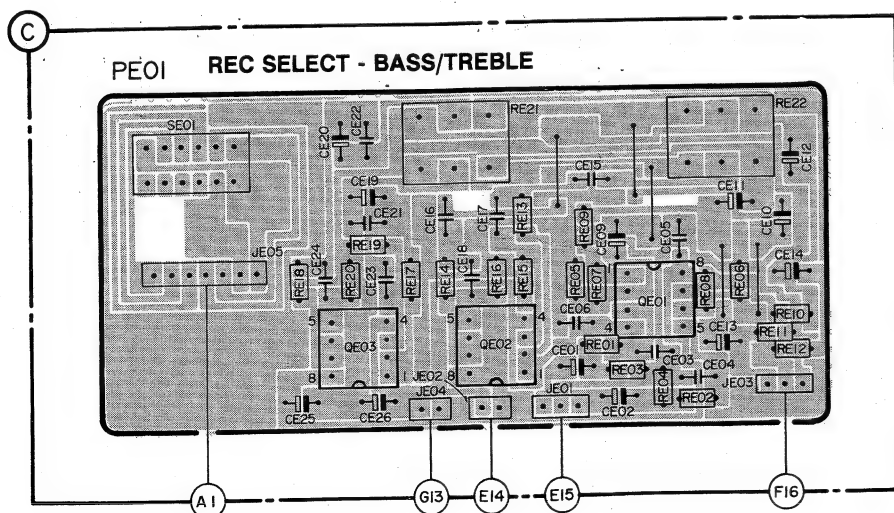 C
PE01 REC SELECT - BASS/TREBLE
SE01
CE20
CE22
RE21
RE22
CE12
CE19
CE21
CE16
CE17
RE13
CE15
RE09
CE09
CE05
CE11
CE10
JE05
RE18
CE24
RE19
RE20
CE23
RE17
RE14
CE18
RE16
RE15
RE05
RE07
1
8
QE01
4
5
RE08
RE06
CE14
5
4
QE03
8
1
5
4
QE02
8
1
CE06
RE01
CE01
RE03
CE03
RE04
CE04
RE02
CE02
CE13
RE10
RE11
RE12
JE03
CE25
CE26
JE02
JE04
JE01
A1
G13
E14
E15
F16